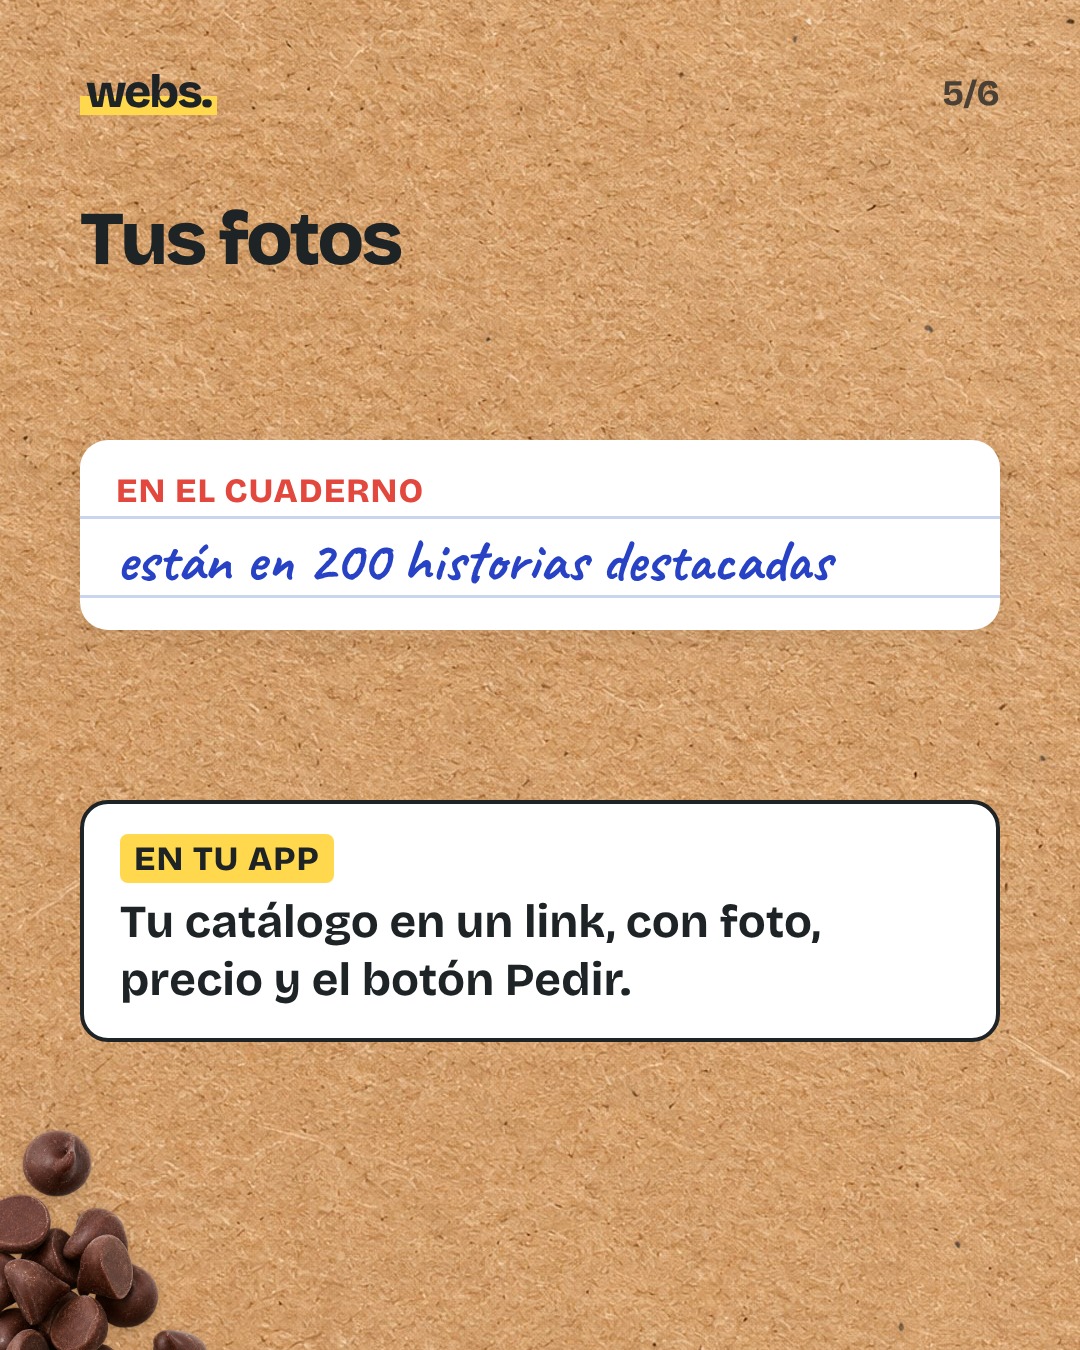 webs.
5/6
Tus fotos
EN EL CUADERNO
están en 200 historias destacadas
EN TU APP
Tu catálogo en un link, con foto,
precio y el botón Pedir.